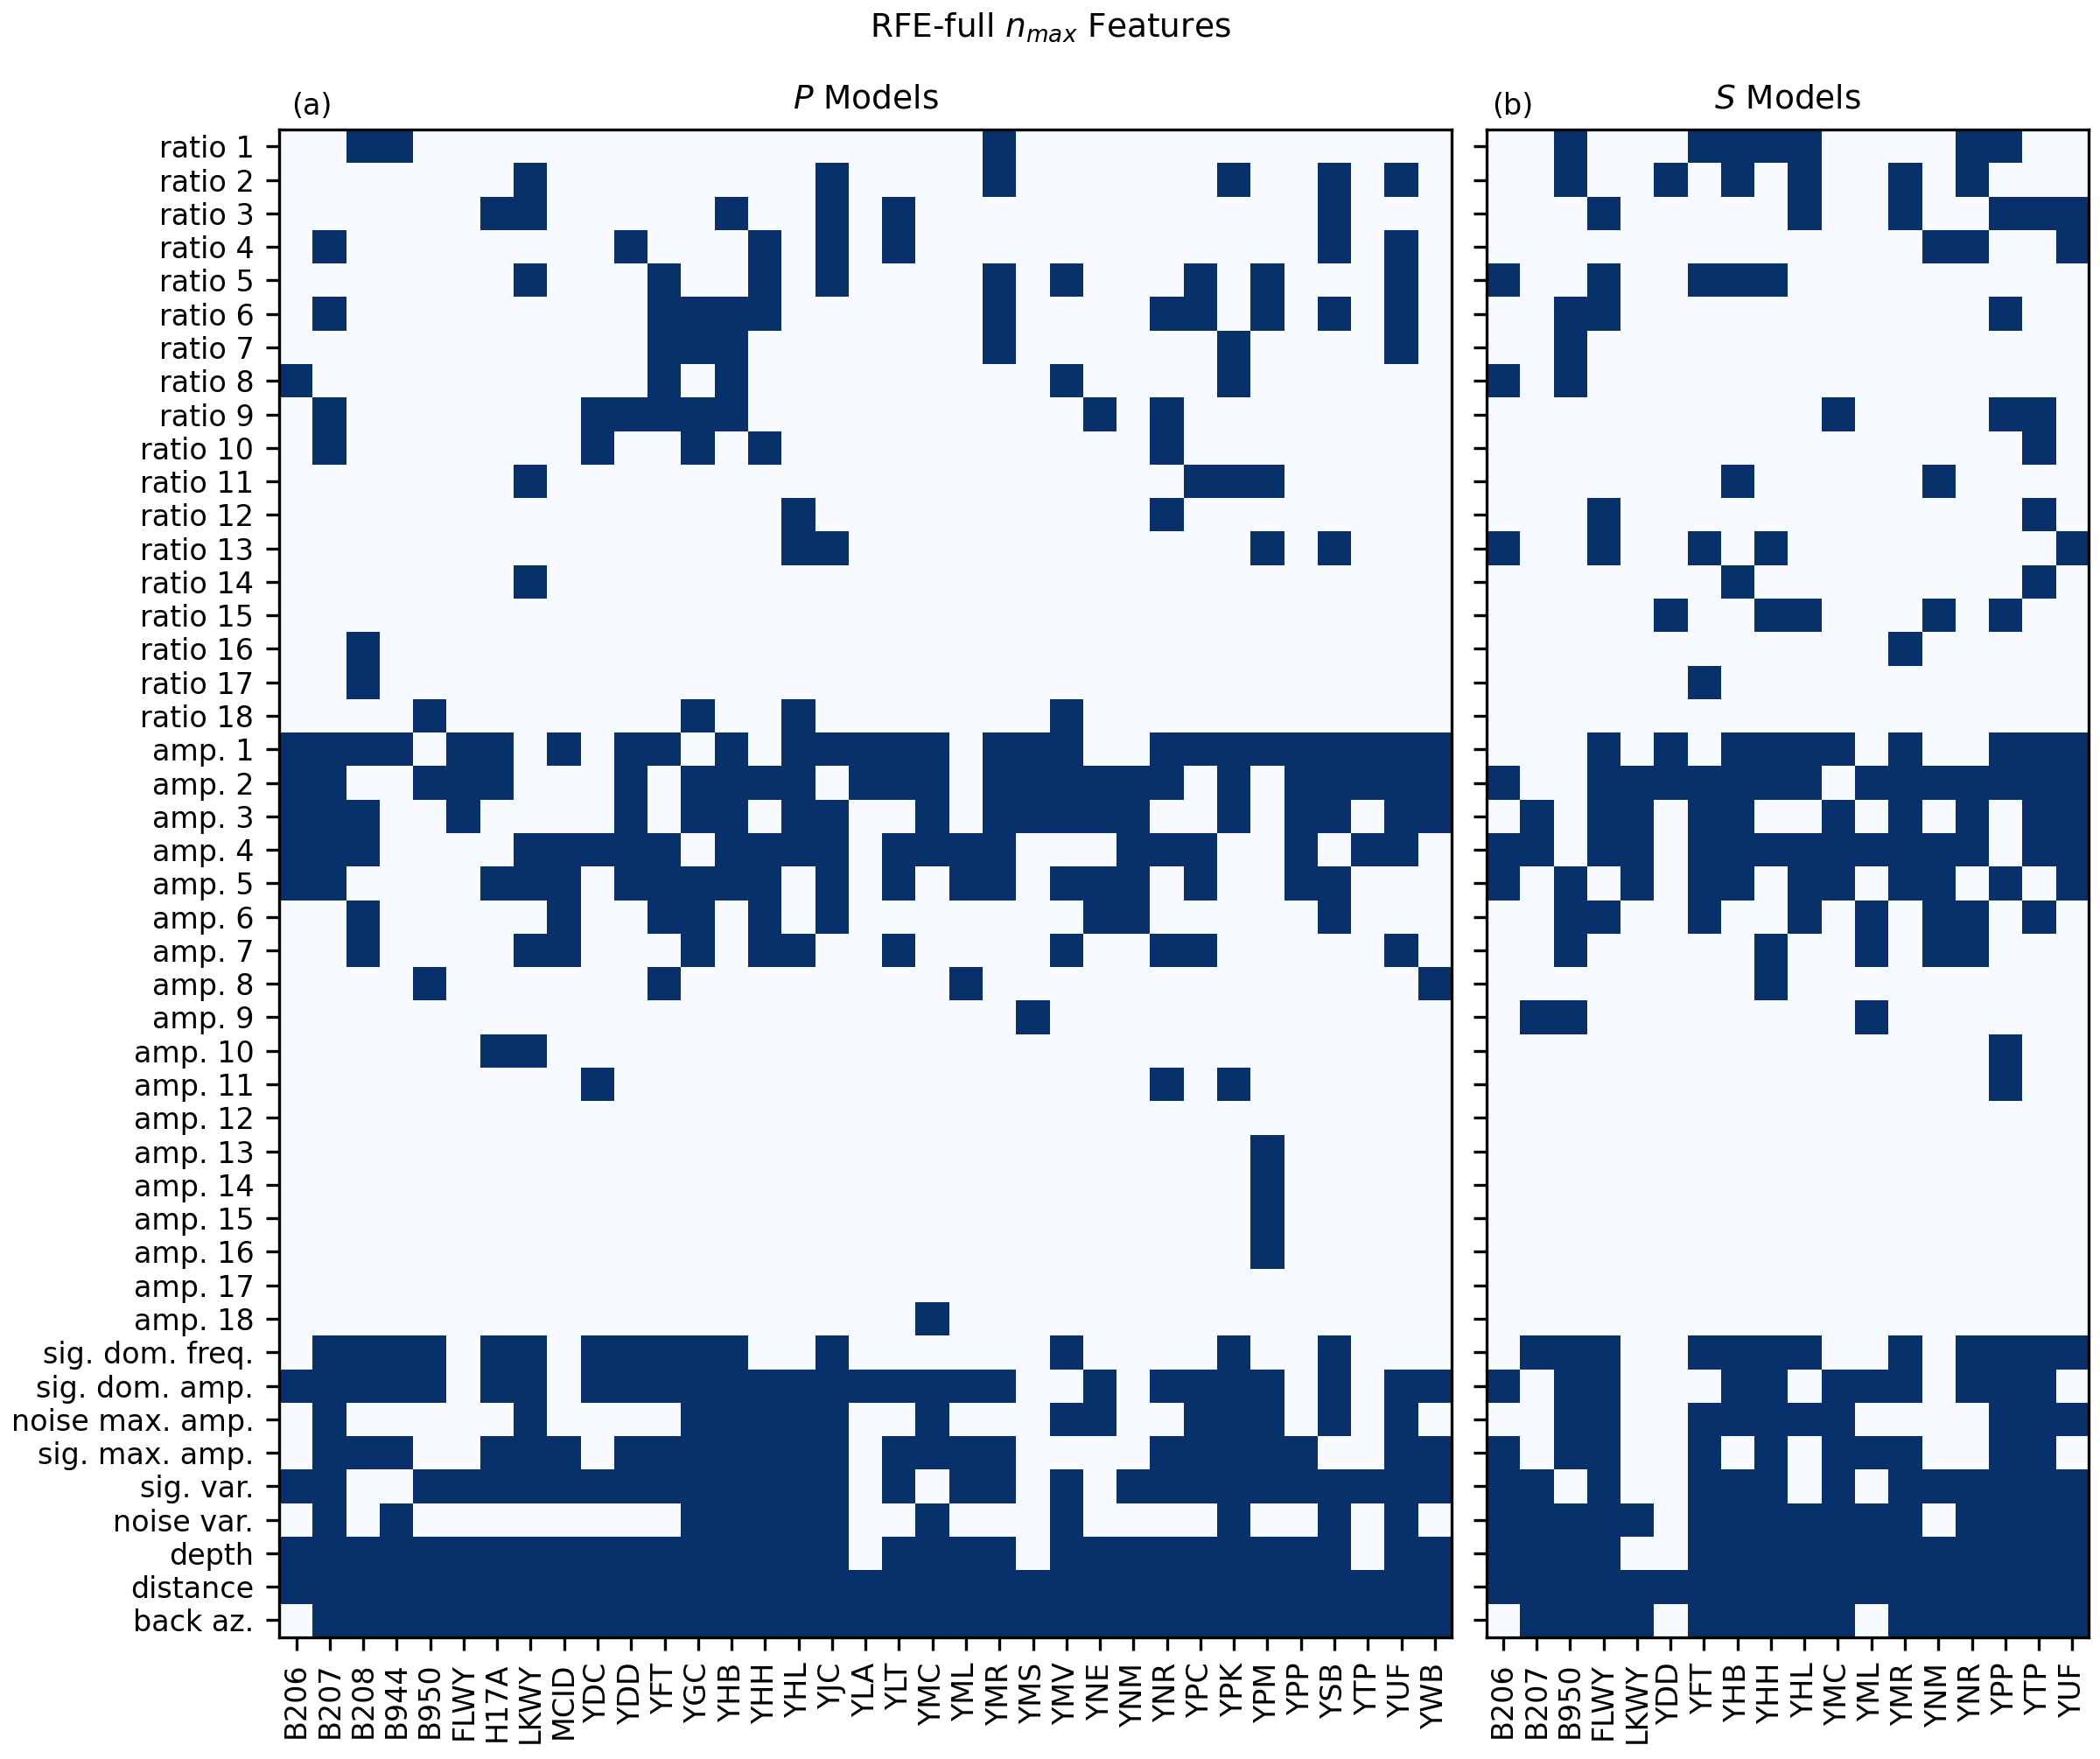 RFE-full n_max Features
(a) P Models
(b) S Models
ratio 1
ratio 2
ratio 3
ratio 4
ratio 5
ratio 6
ratio 7
ratio 8
ratio 9
ratio 10
ratio 11
ratio 12
ratio 13
ratio 14
ratio 15
ratio 16
ratio 17
ratio 18
amp. 1
amp. 2
amp. 3
amp. 4
amp. 5
amp. 6
amp. 7
amp. 8
amp. 9
amp. 10
amp. 11
amp. 12
amp. 13
amp. 14
amp. 15
amp. 16
amp. 17
amp. 18
sig. dom. freq.
sig. dom. amp.
noise max. amp.
sig. max. amp.
sig. var.
noise var.
depth
distance
back az.
B206
B207
B208
B944
B950
FLWY
H17A
LKWY
MCID
YDC
YDD
YFT
YGC
YHB
YHH
YHL
YJC
YLA
YLT
YMC
YML
YMR
YMS
YMV
YNE
YNM
YNR
YPC
YPK
YPM
YPP
YSB
YTP
YUF
YWB
B206
B207
B950
FLWY
LKWY
YDD
YFT
YHB
YHH
YHL
YMC
YML
YMR
YNM
YNR
YPP
YTP
YUF